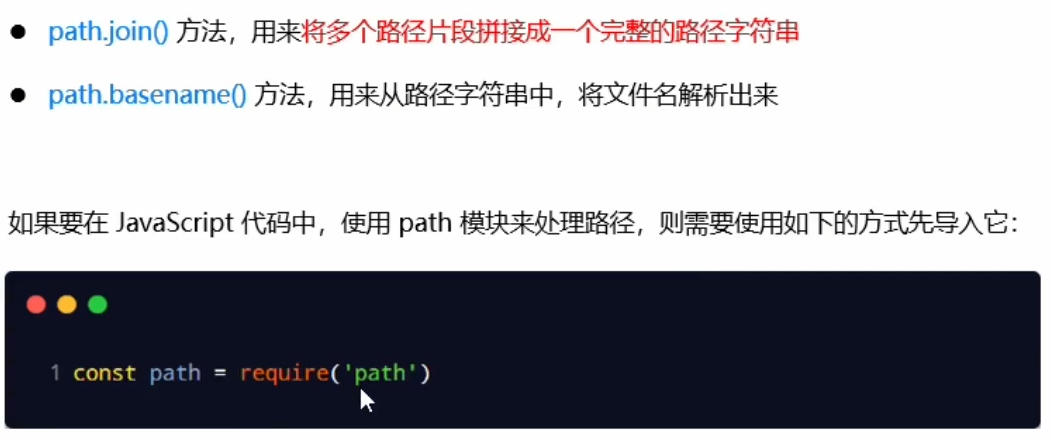 ● path.join() 方法，用来将多个路径片段拼接成一个完整的路径字符串
● path.basename() 方法，用来从路径字符串中，将文件名解析出来
如果要在 JavaScript 代码中，使用 path 模块来处理路径，则需要使用如下的方式先导入它：
1 const path = require('path')